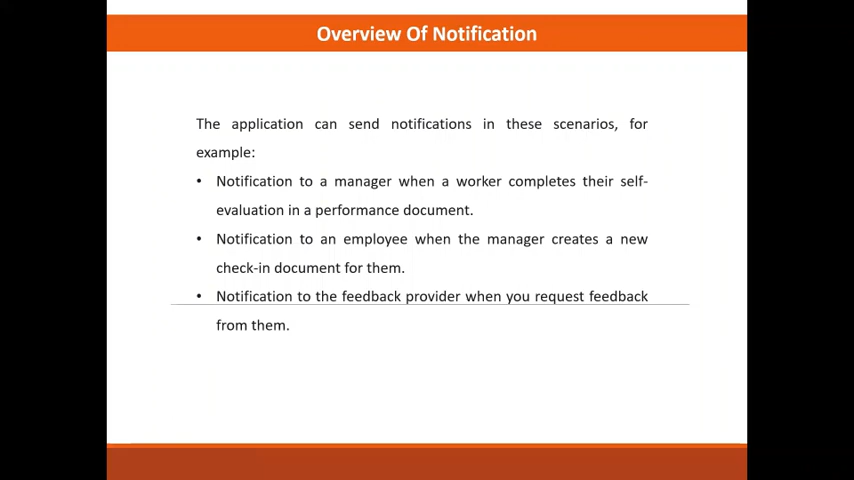 Overview Of Notification
The application can send notifications in these scenarios, for
example:
• Notification to a manager when a worker completes their self-
evaluation in a performance document.
• Notification to an employee when the manager creates a new
check-in document for them.
• Notification to the feedback provider when you request feedback
from them.